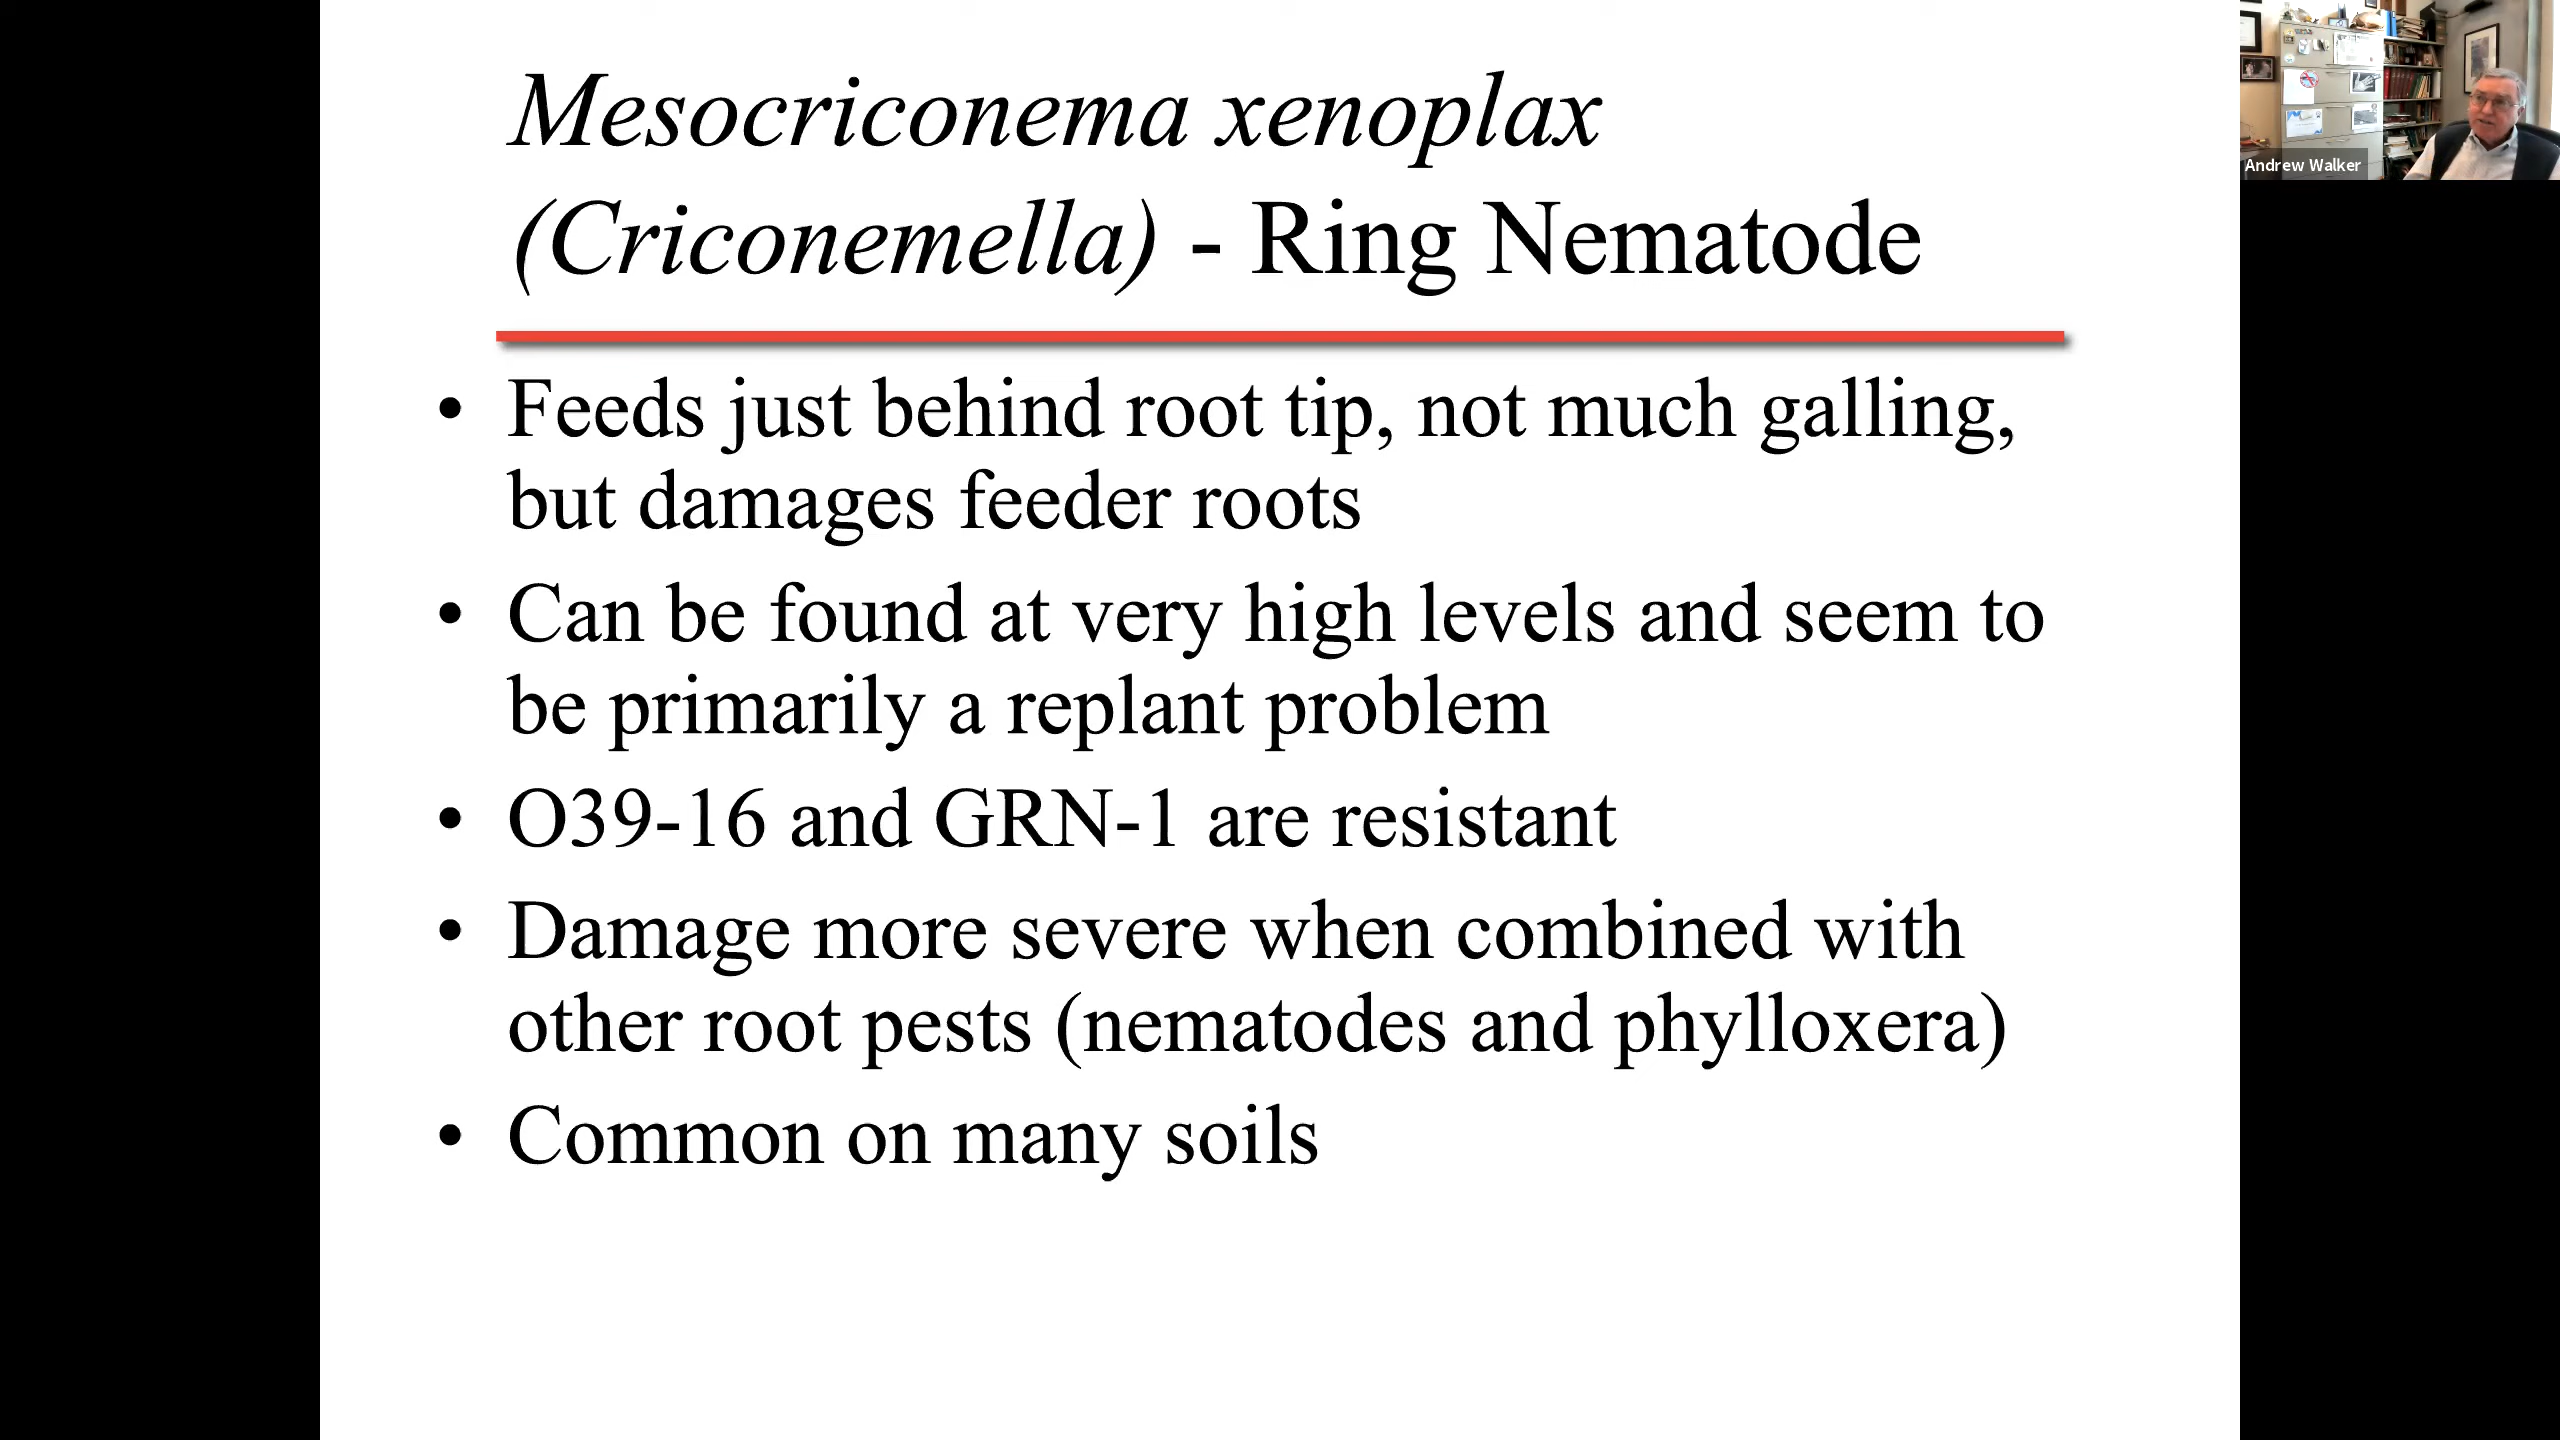 Mesocriconema xenoplax
(Criconemella) - Ring Nematode
• Feeds just behind root tip, not much galling,
but damages feeder roots
• Can be found at very high levels and seem to
be primarily a replant problem
• O39-16 and GRN-1 are resistant
• Damage more severe when combined with
other root pests (nematodes and phylloxera)
• Common on many soils
Andrew Walker